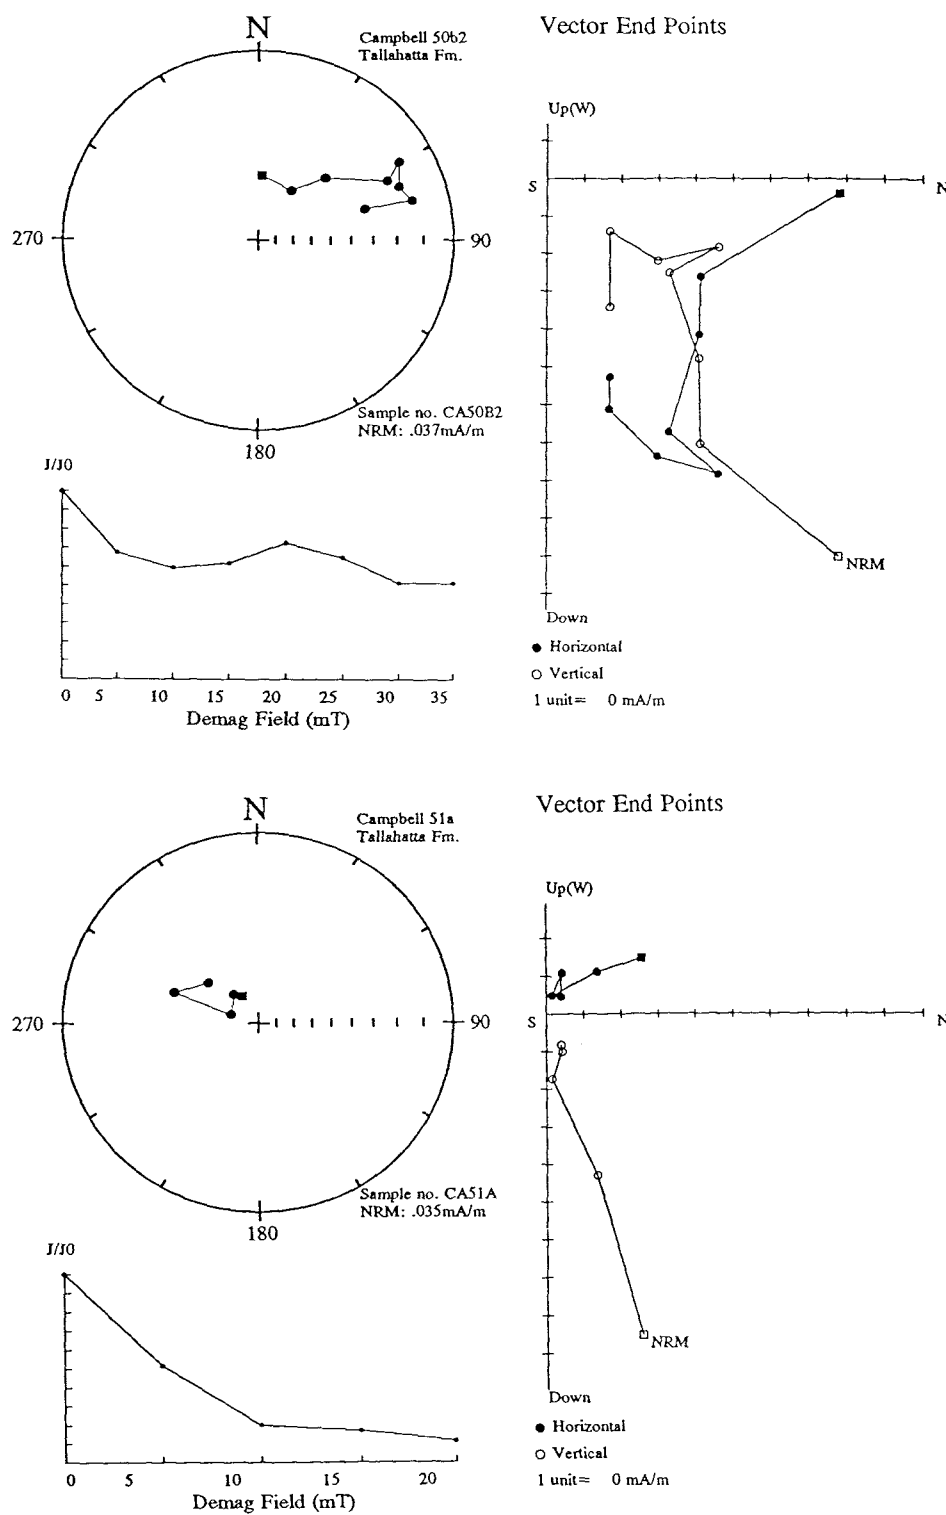 N
Campbell 50b2
Tallahatta Fm.
270
90
180
Sample no. CA50B2
NRM: .037mA/m
Vector End Points
Up(W)
S
N
NRM
Down
Horizontal
Vertical
1 unit= 0 mA/m
J/J0
0 5 10 15 20 25 30 35
Demag Field (mT)
N
Campbell 51a
Tallahatta Fm.
270
90
180
Sample no. CA51A
NRM: .035mA/m
Vector End Points
Up(W)
S
N
NRM
Down
Horizontal
Vertical
1 unit= 0 mA/m
J/J0
0 5 10 15 20
Demag Field (mT)